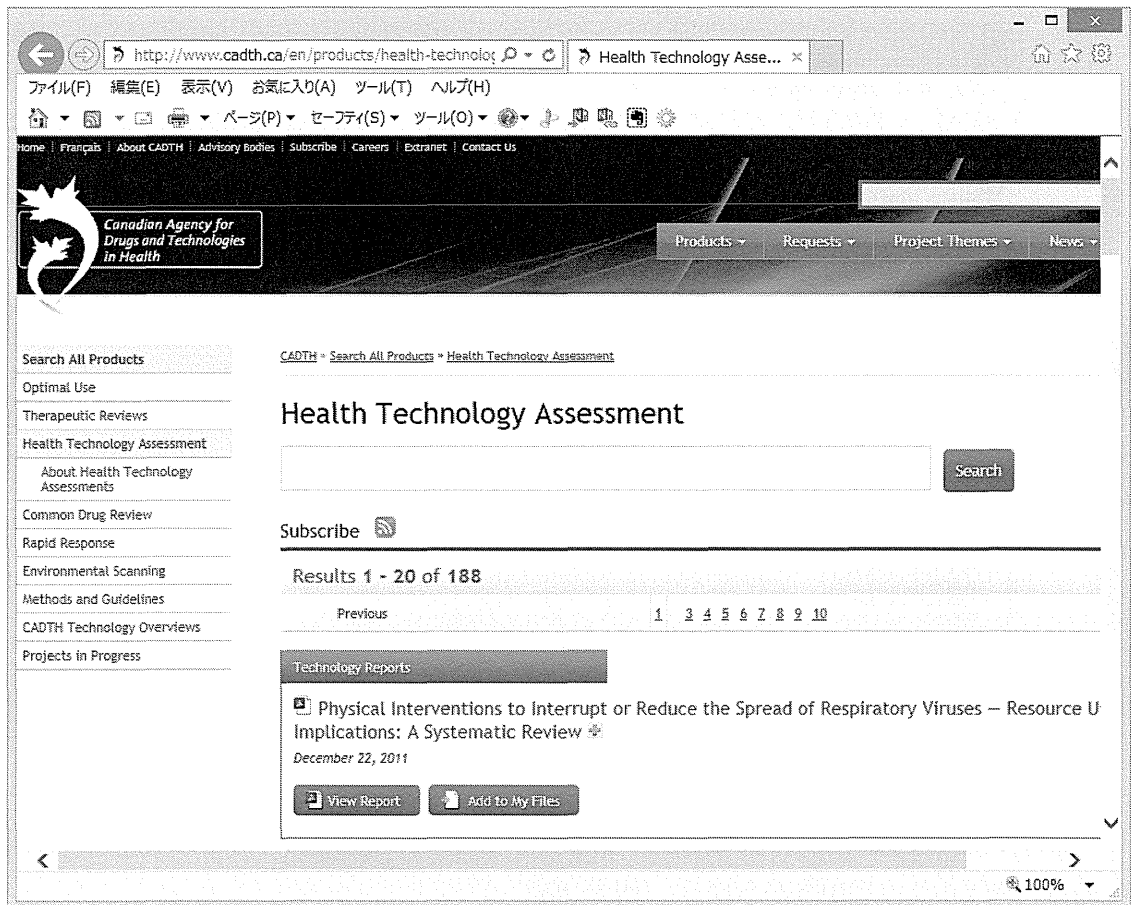 http://www.cadth.ca/en/products/health-technolog
Health Technology Asse...
ファイル(F) 編集(E) 表示(V) お気に入り(A) ツール(T) ヘルプ(H)
ページ(P) セーフティ(S) ツール(O)
Home | Français | About CADTH | Advisory Bodies | Subscribe | Careers | Extranet | Contact Us
Canadian Agency for
Drugs and Technologies
in Health
Products Requests Project Themes News
Search All Products
Optimal Use
Therapeutic Reviews
Health Technology Assessment
About Health Technology
Assessments
Common Drug Review
Rapid Response
Environmental Scanning
Methods and Guidelines
CADTH Technology Overviews
Projects in Progress
CADTH » Search All Products » Health Technology Assessment
Health Technology Assessment
Search
Subscribe
Results 1 - 20 of 188
Previous 1 3 4 5 6 7 8 9 10
Technology Reports
Physical Interventions to Interrupt or Reduce the Spread of Respiratory Viruses — Resource U
Implications: A Systematic Review
December 22, 2011
View Report Add to My Files
100%